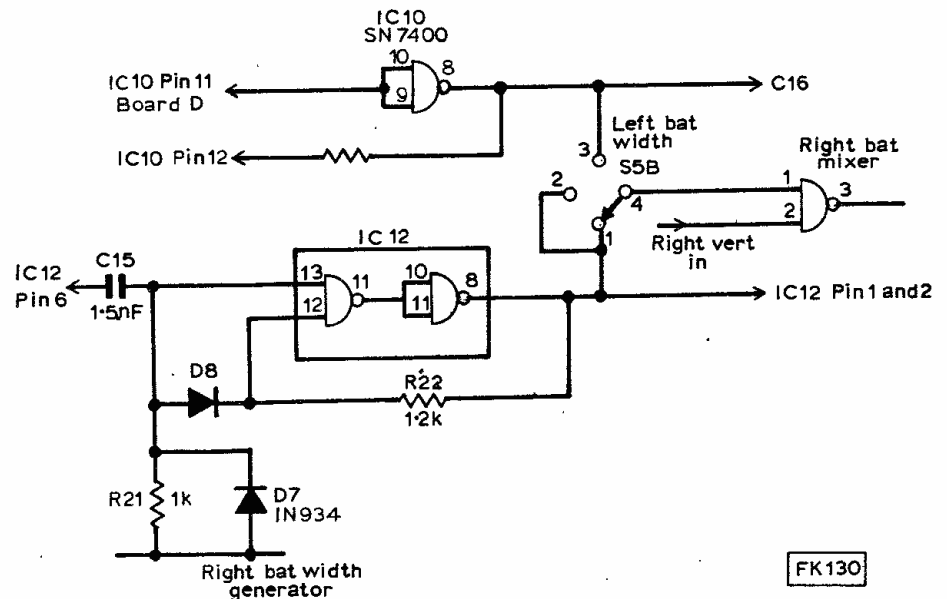 IC10
SN7400
10
8
9
IC10 Pin 11
Board D
C16
IC10 Pin 12
Left bat
width
3
S5B
2
4
1
Right bat
mixer
1
3
2
Right vert
in
IC 12
IC12
Pin 6
C15
1·5nF
13
11
12
10
8
11
IC12 Pin 1 and 2
D8
R22
1·2k
R21
1k
D7
IN934
Right bat width
generator
FK130